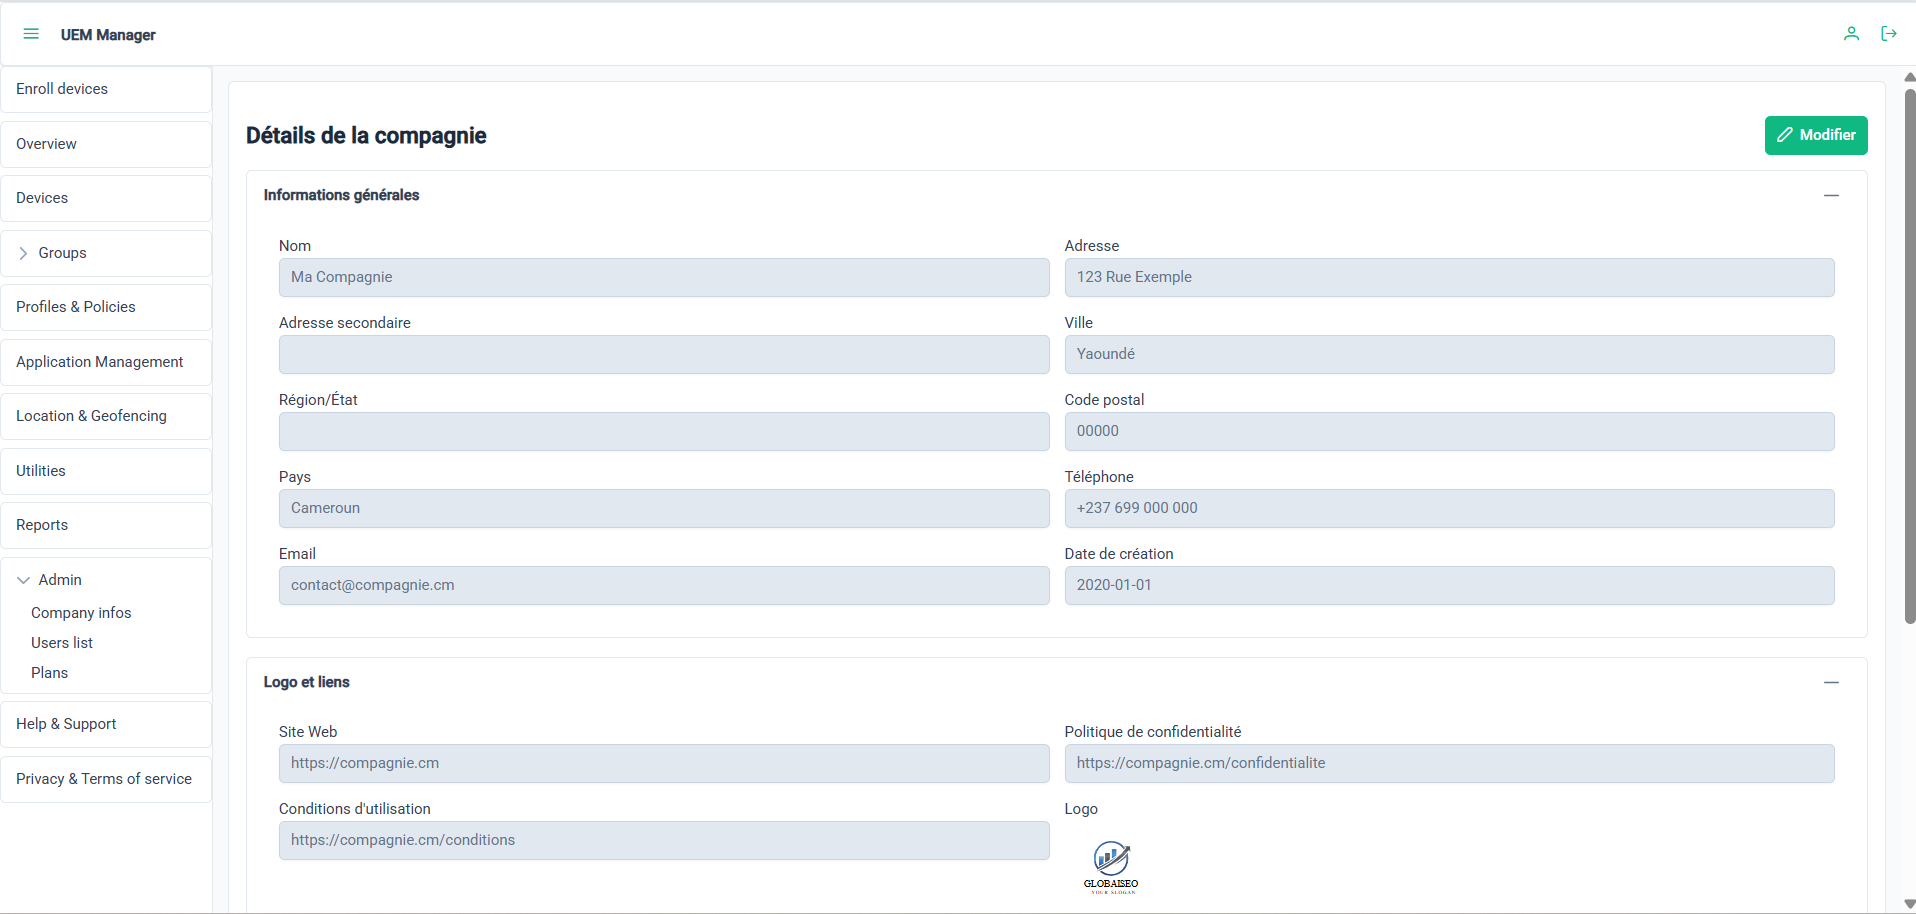 UEM Manager
Enroll devices
Overview
Devices
Groups
Profiles & Policies
Application Management
Location & Geofencing
Utilities
Reports
Admin
Company infos
Users list
Plans
Help & Support
Privacy & Terms of service
Détails de la compagnie
Modifier
Informations générales
Nom
Ma Compagnie
Adresse
123 Rue Exemple
Adresse secondaire
Ville
Yaoundé
Région/État
Code postal
00000
Pays
Cameroun
Téléphone
+237 699 000 000
Email
contact@compagnie.cm
Date de création
2020-01-01
Logo et liens
Site Web
https://compagnie.cm
Politique de confidentialité
https://compagnie.cm/confidentialite
Conditions d'utilisation
https://compagnie.cm/conditions
Logo
GLOBAISEO
YOUR SLOGAN